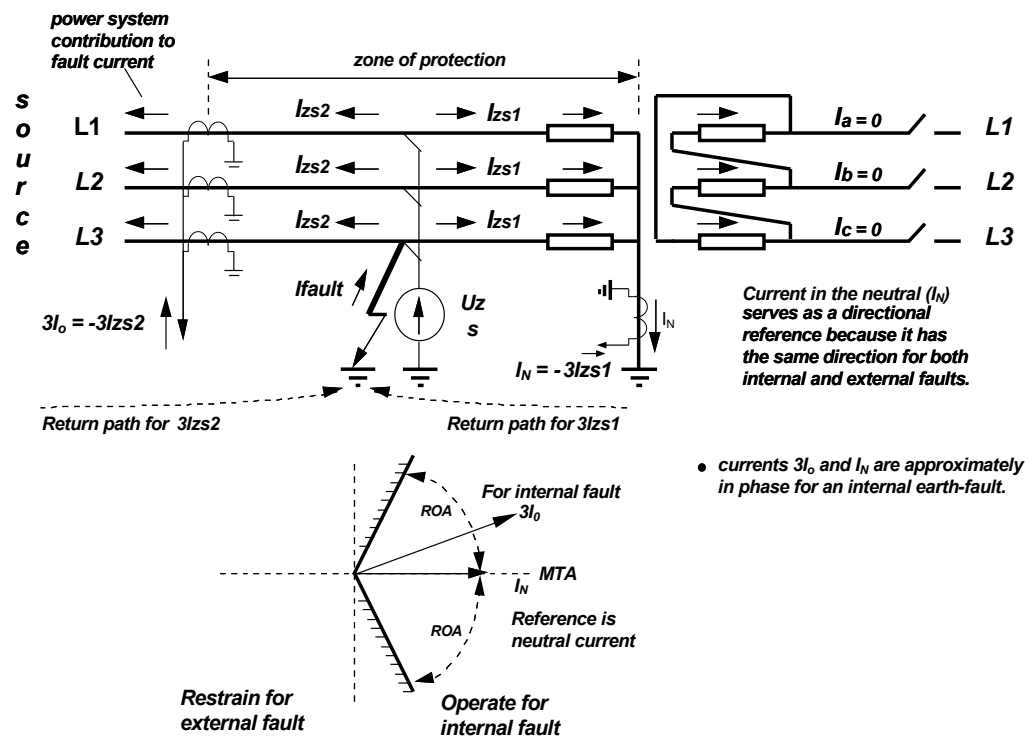 power system
contribution to
fault current
zone of protection
source
L1 Izs2 Izs1 Ia = 0 L1
L2 Izs2 Izs1 Ib = 0 L2
L3 Izs2 Izs1 Ic = 0 L3
Ifault
Uz
s
3Io = -3Izs2
IN
IN = - 3Izs1
Current in the neutral (IN)
serves as a directional
reference because it has
the same direction for both
internal and external faults.
Return path for 3Izs2
Return path for 3Izs1
• currents 3Io and IN are approximately
in phase for an internal earth-fault.
For internal fault
3I0
ROA
IN
MTA
Reference is
neutral current
ROA
Restrain for
external fault
Operate for
internal fault